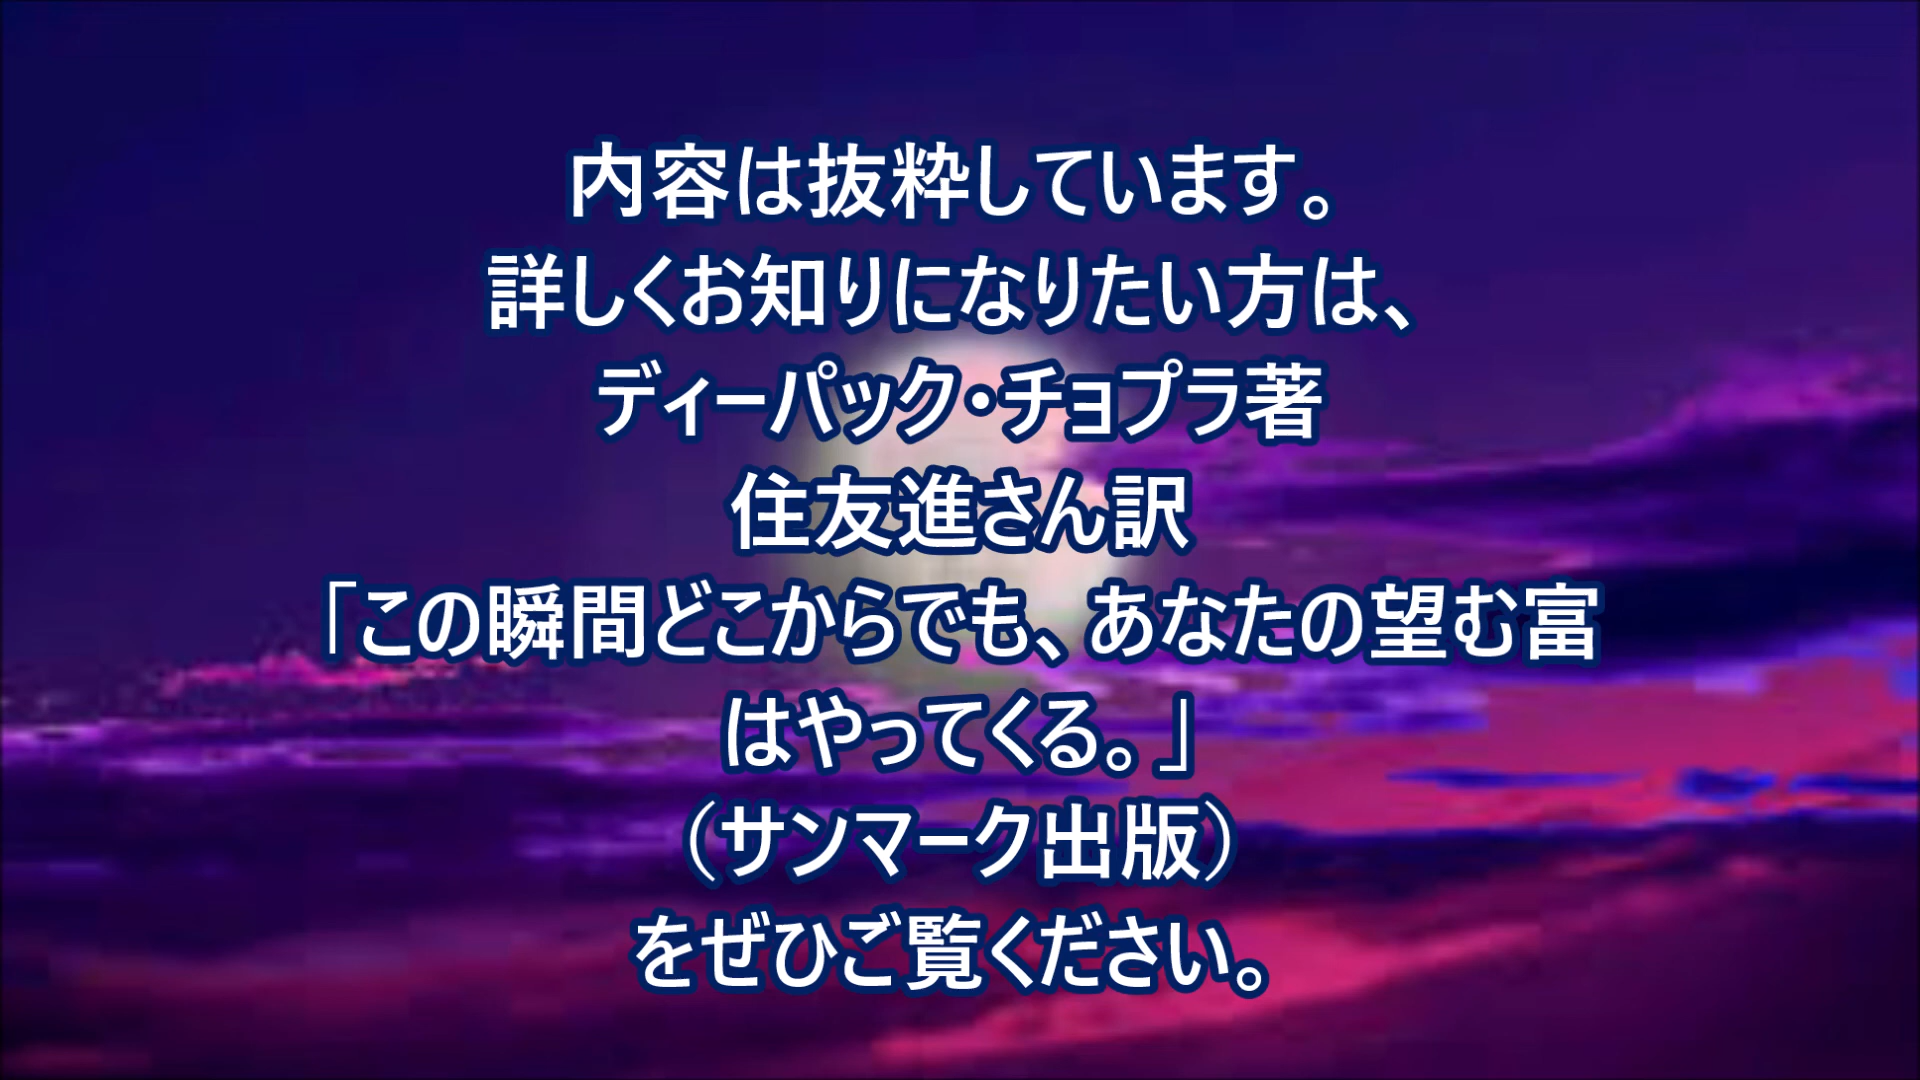 内容は抜粋しています。
詳しくお知りになりたい方は、
ディーパック・チョプラ著
住友進さん訳
「この瞬間どこからでも、あなたの望む富
はやってくる。」
（サンマーク出版）
をぜひご覧ください。